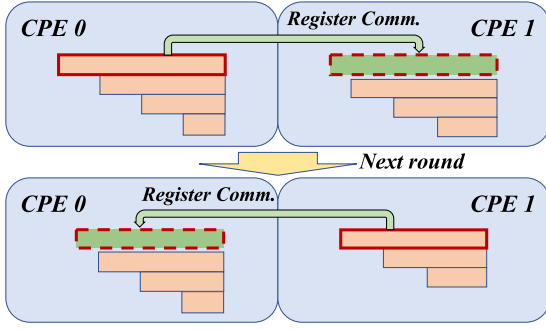 Register Comm.
CPE 0
CPE 1
Next round
CPE 0
Register Comm.
CPE 1